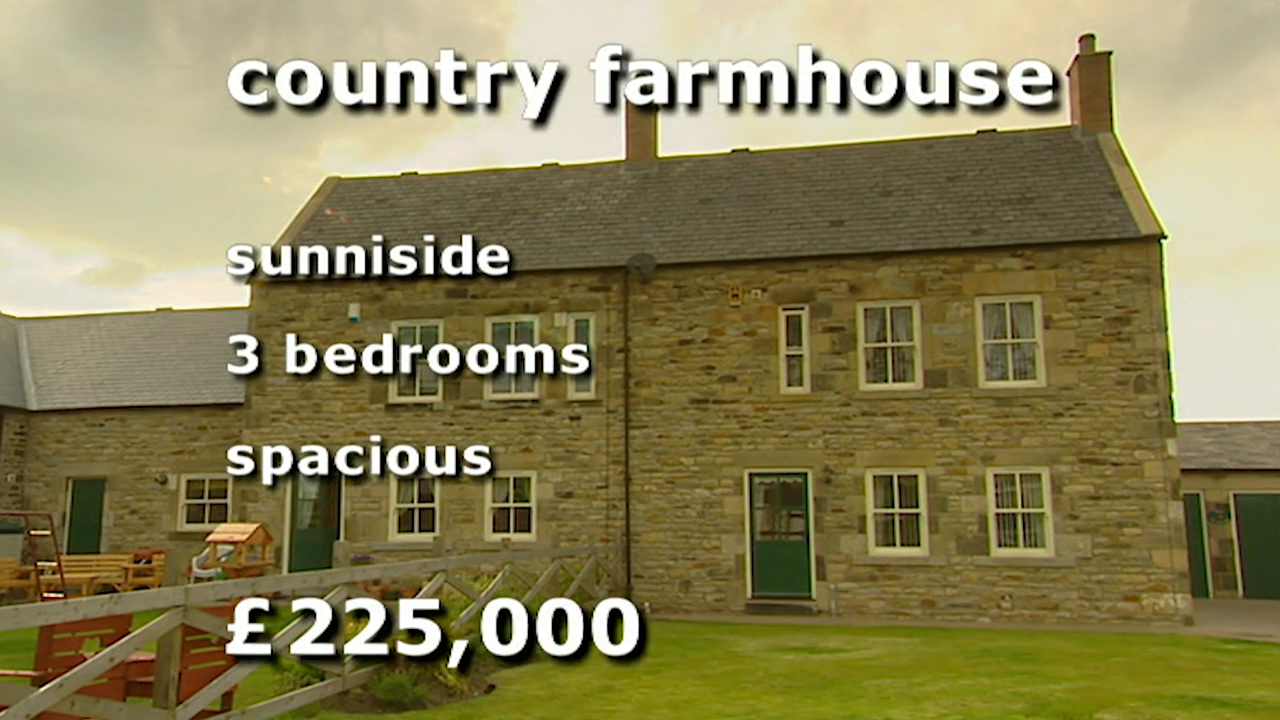 country farmhouse
sunniside
3 bedrooms
spacious
£225,000